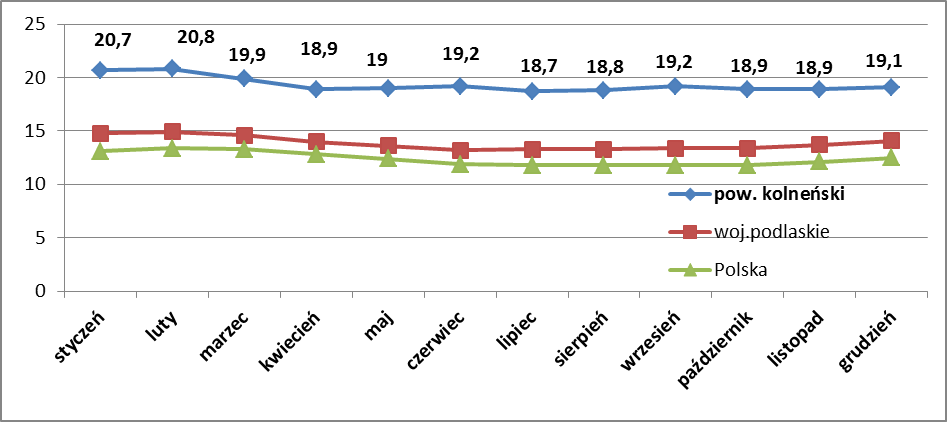 25
20
15
10
5
0
20,7
20,8
19,9
18,9
19
19,2
18,7
18,8
19,2
18,9
18,9
19,1
pow. kolneński
woj.podlaskie
Polska
styczeń
luty
marzec
kwiecień
maj
czerwiec
lipiec
sierpień
wrzesień
październik
listopad
grudzień